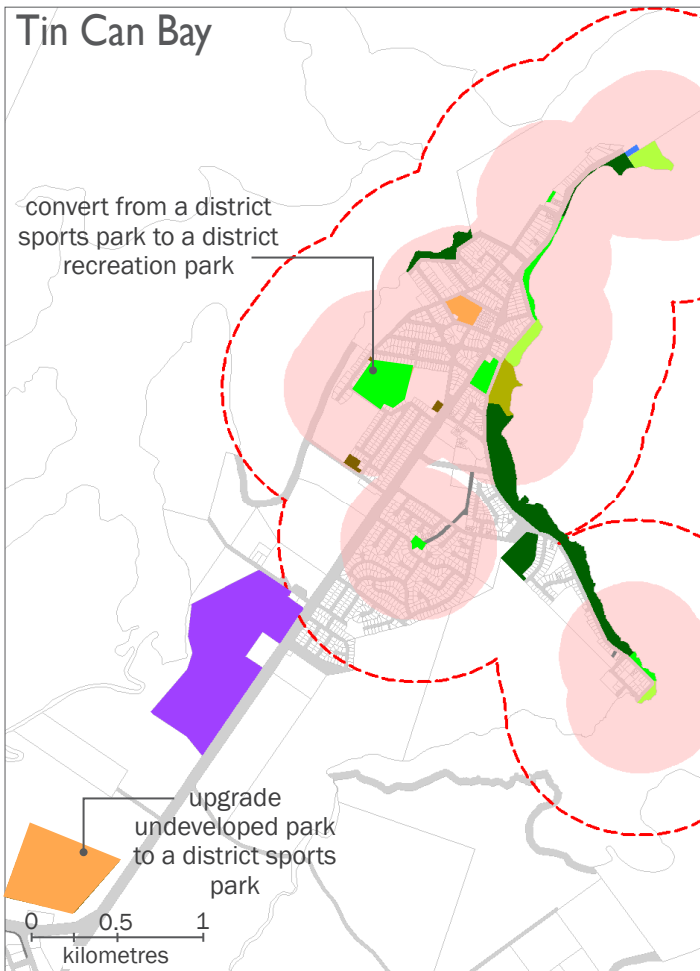 Tin Can Bay
convert from a district
sports park to a district
recreation park
upgrade
undeveloped park
to a district sports
park
0 0.5 1
kilometres